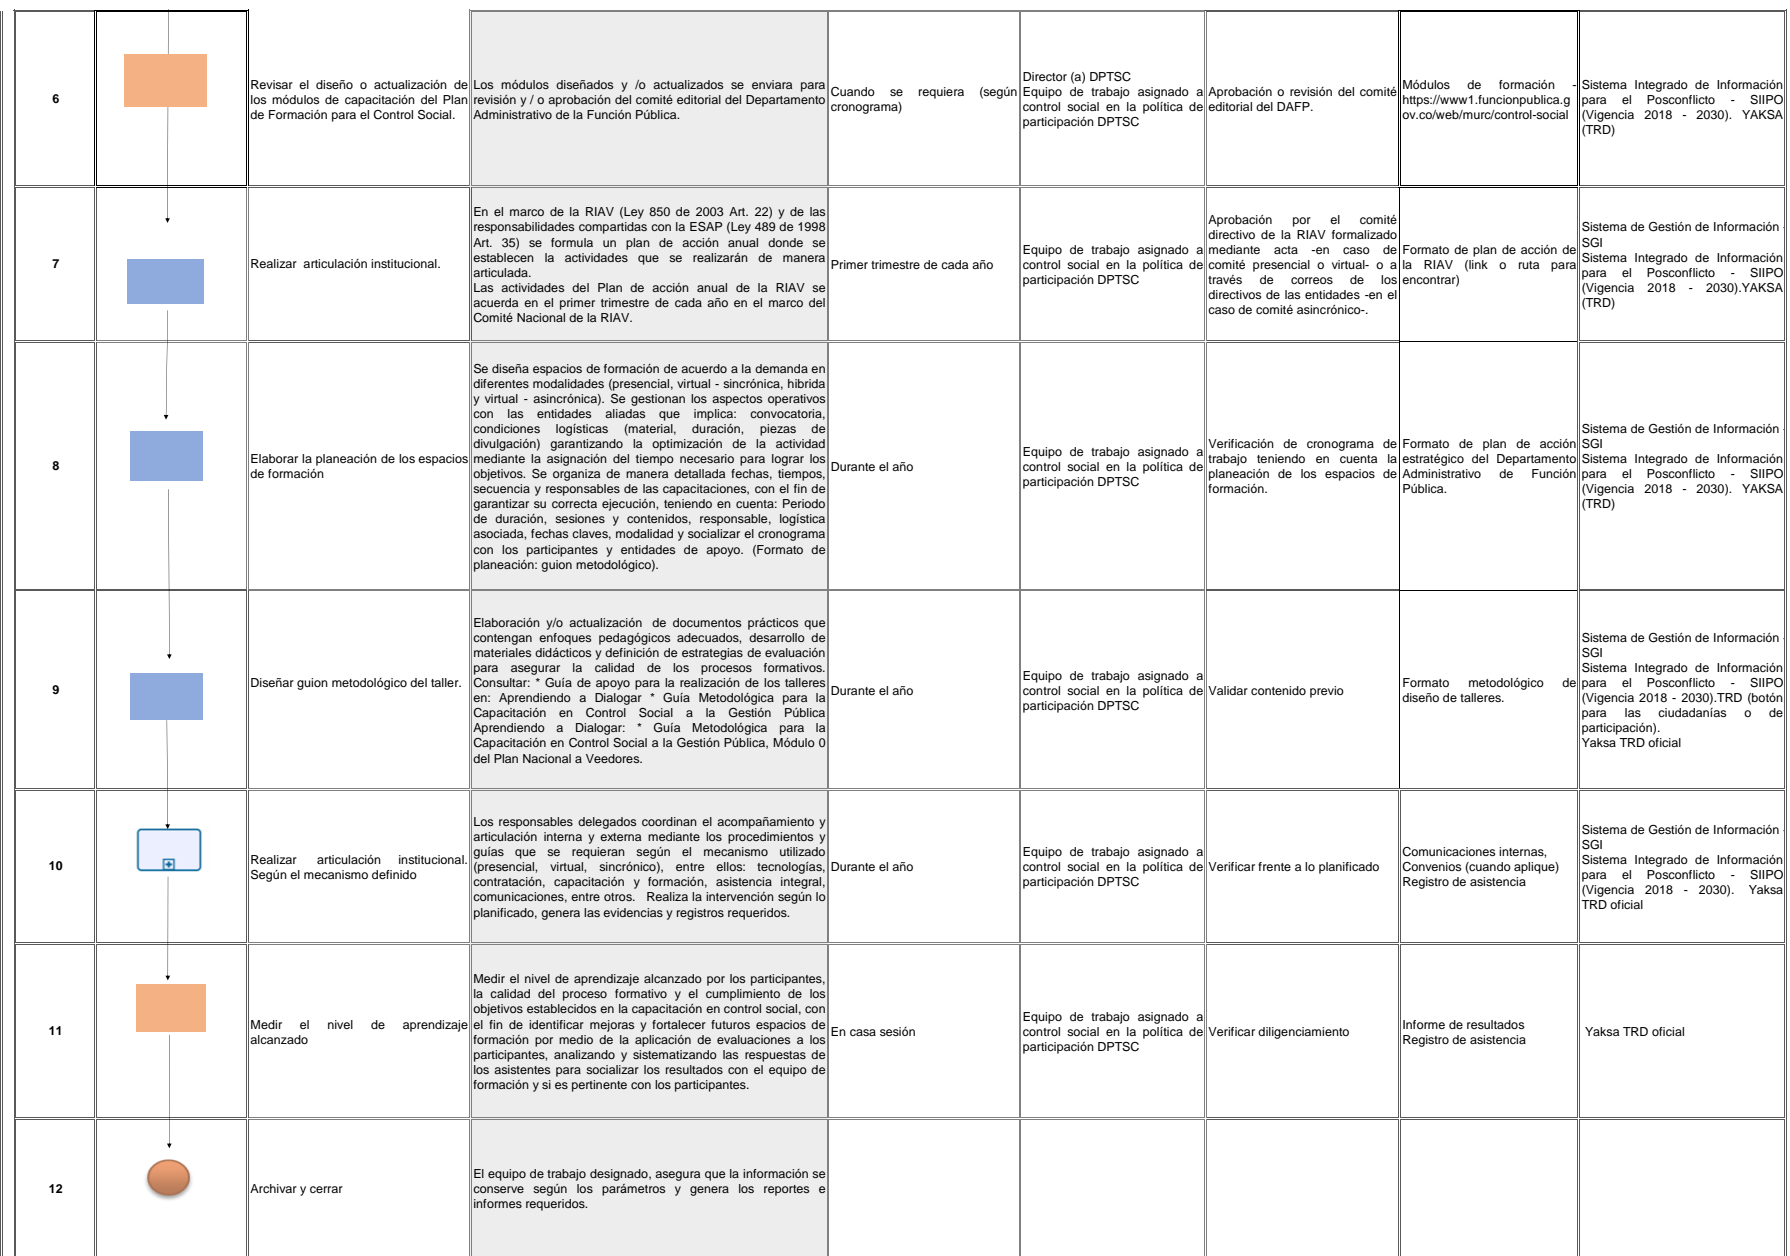 6
Revisar el diseño o actualización de
los módulos de capacitación del Plan
de Formación para el Control Social.
Los módulos diseñados y /o actualizados se enviara para
revisión y / o aprobación del comité editorial del Departamento
Administrativo de la Función Pública.
Cuando se requiera (según
cronograma)
Director (a) DPTSC
Equipo de trabajo asignado a
control social en la política de
participación DPTSC
Aprobación o revisión del comité
editorial del DAFP.
Módulos de formación -
https://www1.funcionpublica.g
ov.co/web/murc/control-social
Sistema Integrado de Información
para el Posconflicto - SIIPO
(Vigencia 2018 - 2030). YAKSA
(TRD)
7
Realizar articulación institucional.
En el marco de la RIAV (Ley 850 de 2003 Art. 22) y de las
responsabilidades compartidas con la ESAP (Ley 489 de 1998
Art. 35) se formula un plan de acción anual donde se
establecen la actividades que se realizarán de manera
articulada.
Las actividades del Plan de acción anual de la RIAV se
acuerda en el primer trimestre de cada año en el marco del
Comité Nacional de la RIAV.
Primer trimestre de cada año
Equipo de trabajo asignado a
control social en la política de
participación DPTSC
Aprobación por el comité
directivo de la RIAV formalizado
mediante acta -en caso de
comité presencial o virtual- o a
través de correos de los
directivos de las entidades -en el
caso de comité asincrónico-.
Formato de plan de acción de
la RIAV (link o ruta para
encontrar)
Sistema de Gestión de Información -
SGI
Sistema Integrado de Información
para el Posconflicto - SIIPO
(Vigencia 2018 - 2030).YAKSA
(TRD)
8
Elaborar la planeación de los espacios
de formación
Se diseña espacios de formación de acuerdo a la demanda en
diferentes modalidades (presencial, virtual - sincrónica, hibrida
y virtual - asincrónica). Se gestionan los aspectos operativos
con las entidades aliadas que implica: convocatoria,
condiciones logísticas (material, duración, piezas de
divulgación) garantizando la optimización de la actividad
mediante la asignación del tiempo necesario para lograr los
objetivos. Se organiza de manera detallada fechas, tiempos,
secuencia y responsables de las capacitaciones, con el fin de
garantizar su correcta ejecución, teniendo en cuenta: Periodo
de duración, sesiones y contenidos, responsable, logística
asociada, fechas claves, modalidad y socializar el cronograma
con los participantes y entidades de apoyo. (Formato de
planeación: guion metodológico).
Durante el año
Equipo de trabajo asignado a
control social en la política de
participación DPTSC
Verificación de cronograma de
trabajo teniendo en cuenta la
planeación de los espacios de
formación.
Formato de plan de acción
estratégico del Departamento
Administrativo de Función
Pública.
Sistema de Gestión de Información -
SGI
Sistema Integrado de Información
para el Posconflicto - SIIPO
(Vigencia 2018 - 2030). YAKSA
(TRD)
9
Diseñar guion metodológico del taller.
Elaboración y/o actualización de documentos prácticos que
contengan enfoques pedagógicos adecuados, desarrollo de
materiales didácticos y definición de estrategias de evaluación
para asegurar la calidad de los procesos formativos.
Consultar: * Guía de apoyo para la realización de los talleres
en: Aprendiendo a Dialogar * Guía Metodológica para la
Capacitación en Control Social a la Gestión Pública
Aprendiendo a Dialogar: * Guía Metodológica para la
Capacitación en Control Social a la Gestión Pública, Módulo 0
del Plan Nacional a Veedores.
Durante el año
Equipo de trabajo asignado a
control social en la política de
participación DPTSC
Validar contenido previo
Formato metodológico de
diseño de talleres.
Sistema de Gestión de Información -
SGI
Sistema Integrado de Información
para el Posconflicto - SIIPO
(Vigencia 2018 - 2030).TRD (botón
para las ciudadanías o de
participación).
Yaksa TRD oficial
10
Realizar articulación institucional.
Según el mecanismo definido
Los responsables delegados coordinan el acompañamiento y
articulación interna y externa mediante los procedimientos y
guías que se requieran según el mecanismo utilizado
(presencial, virtual, sincrónico), entre ellos: tecnologías,
contratación, capacitación y formación, asistencia integral,
comunicaciones, entre otros. Realiza la intervención según lo
planificado, genera las evidencias y registros requeridos.
Durante el año
Equipo de trabajo asignado a
control social en la política de
participación DPTSC
Verificar frente a lo planificado
Comunicaciones internas,
Convenios (cuando aplique)
Registro de asistencia
Sistema de Gestión de Información -
SGI
Sistema Integrado de Información
para el Posconflicto - SIIPO
(Vigencia 2018 - 2030). Yaksa
TRD oficial
11
Medir el nivel de aprendizaje
alcanzado
Medir el nivel de aprendizaje alcanzado por los participantes,
la calidad del proceso formativo y el cumplimiento de los
objetivos establecidos en la capacitación en control social, con
el fin de identificar mejoras y fortalecer futuros espacios de
formación por medio de la aplicación de evaluaciones a los
participantes, analizando y sistematizando las respuestas de
los asistentes para socializar los resultados con el equipo de
formación y si es pertinente con los participantes.
En casa sesión
Equipo de trabajo asignado a
control social en la política de
participación DPTSC
Verificar diligenciamiento
Informe de resultados
Registro de asistencia
Yaksa TRD oficial
12
Archivar y cerrar
El equipo de trabajo designado, asegura que la información se
conserve según los parámetros y genera los reportes e
informes requeridos.